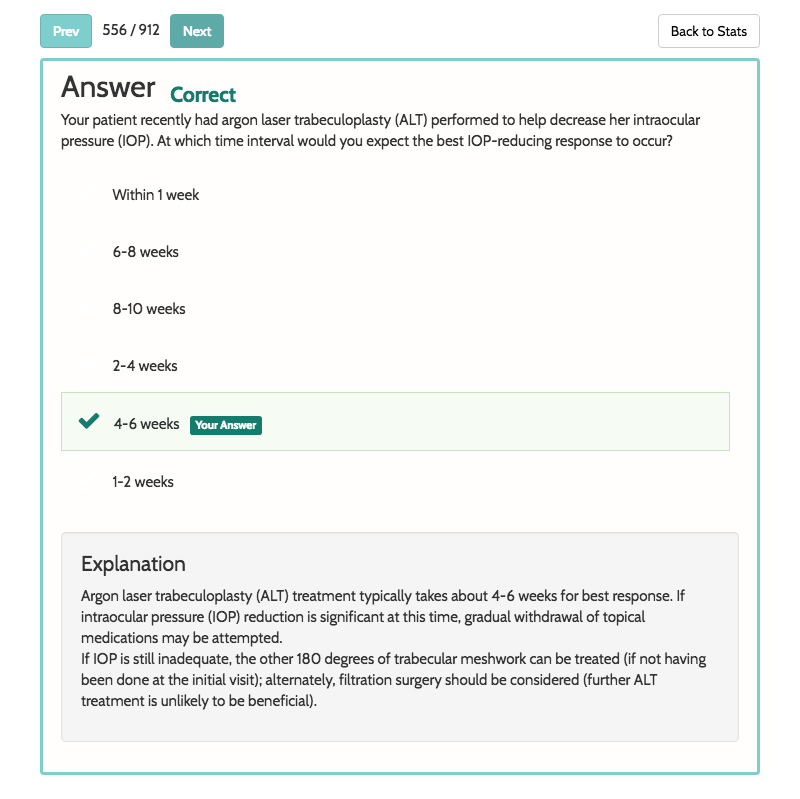 Prev 556 / 912 Next Back to Stats
Answer Correct
Your patient recently had argon laser trabeculoplasty (ALT) performed to help decrease her intraocular
pressure (IOP). At which time interval would you expect the best IOP-reducing response to occur?
Within 1 week
6-8 weeks
8-10 weeks
2-4 weeks
4-6 weeks Your Answer
1-2 weeks
Explanation
Argon laser trabeculoplasty (ALT) treatment typically takes about 4-6 weeks for best response. If
intraocular pressure (IOP) reduction is significant at this time, gradual withdrawal of topical
medications may be attempted.
If IOP is still inadequate, the other 180 degrees of trabecular meshwork can be treated (if not having
been done at the initial visit); alternately, filtration surgery should be considered (further ALT
treatment is unlikely to be beneficial).